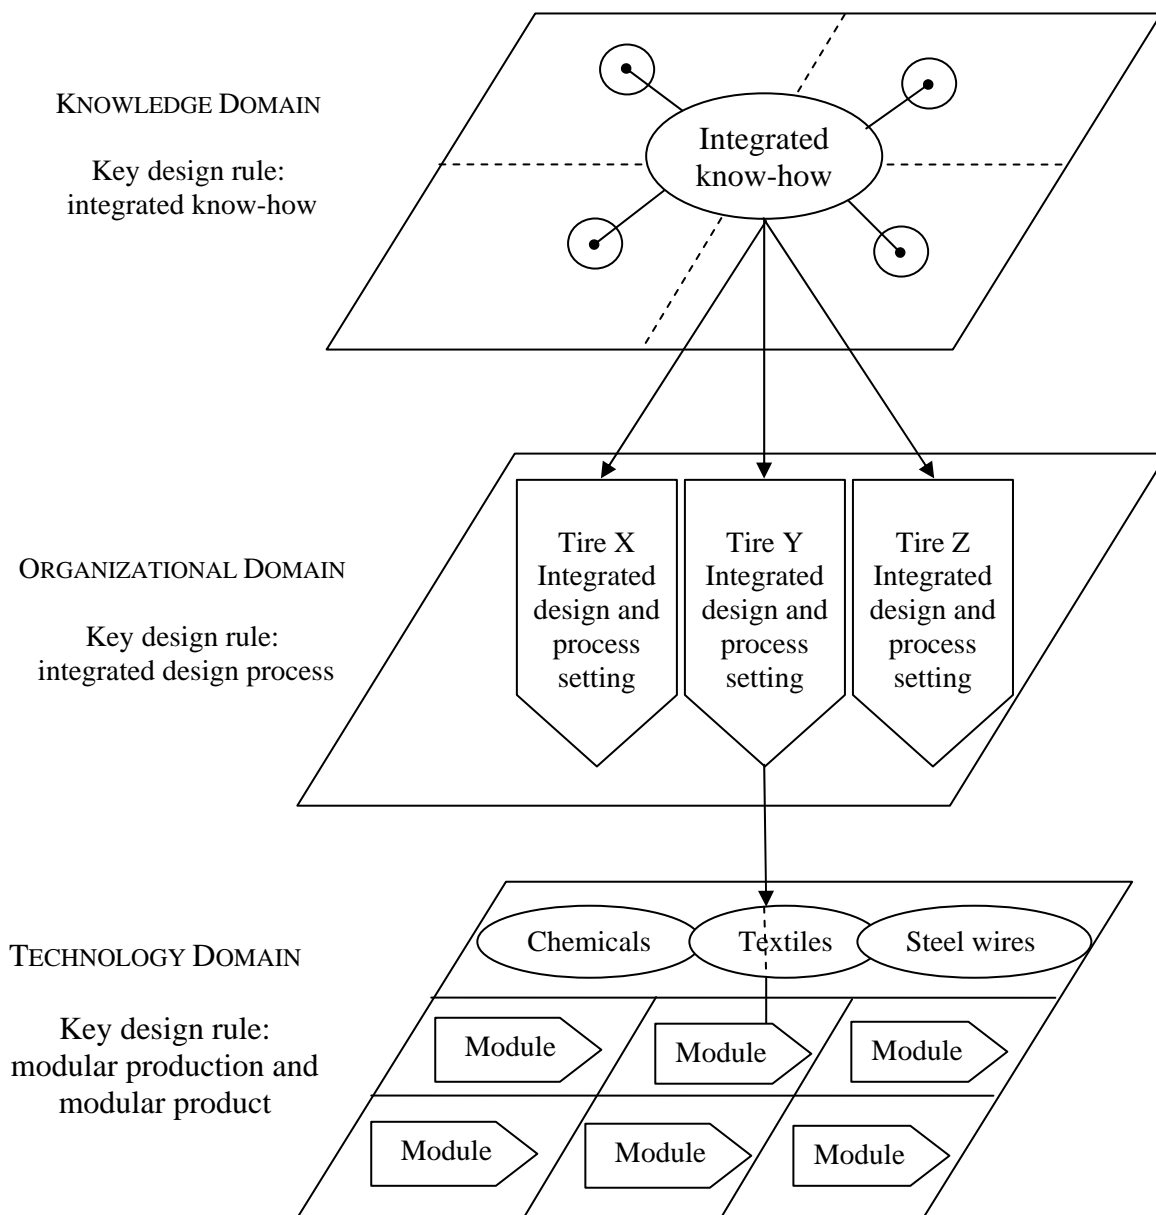 KNOWLEDGE DOMAIN
Key design rule:
integrated know-how
Integrated
know-how
ORGANIZATIONAL DOMAIN
Key design rule:
integrated design process
Tire X
Integrated
design and
process
setting
Tire Y
Integrated
design and
process
setting
Tire Z
Integrated
design and
process
setting
TECHNOLOGY DOMAIN
Key design rule:
modular production and
modular product
Chemicals
Textiles
Steel wires
Module
Module
Module
Module
Module
Module